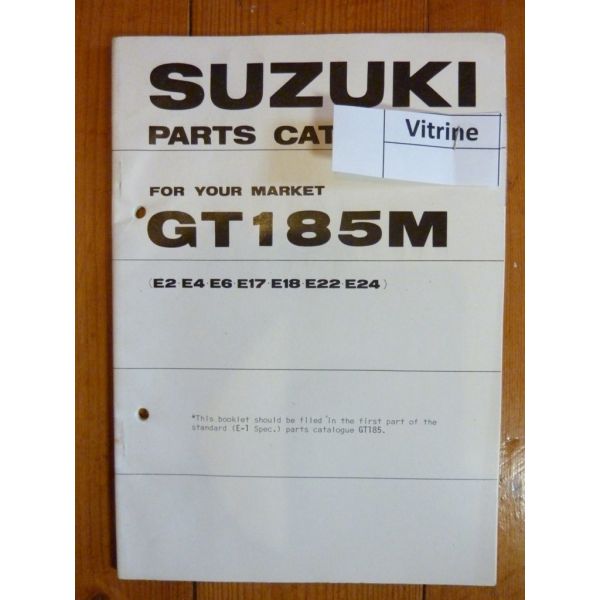 SUZUKI
PARTS CAT
Vitrine
FOR YOUR MARKET
GT185M
(E2·E4·E6·E17·E18·E22·E24)
*This booklet should be filed in the first part of the
standard (E-1 Spec.) parts catalogue GT185.